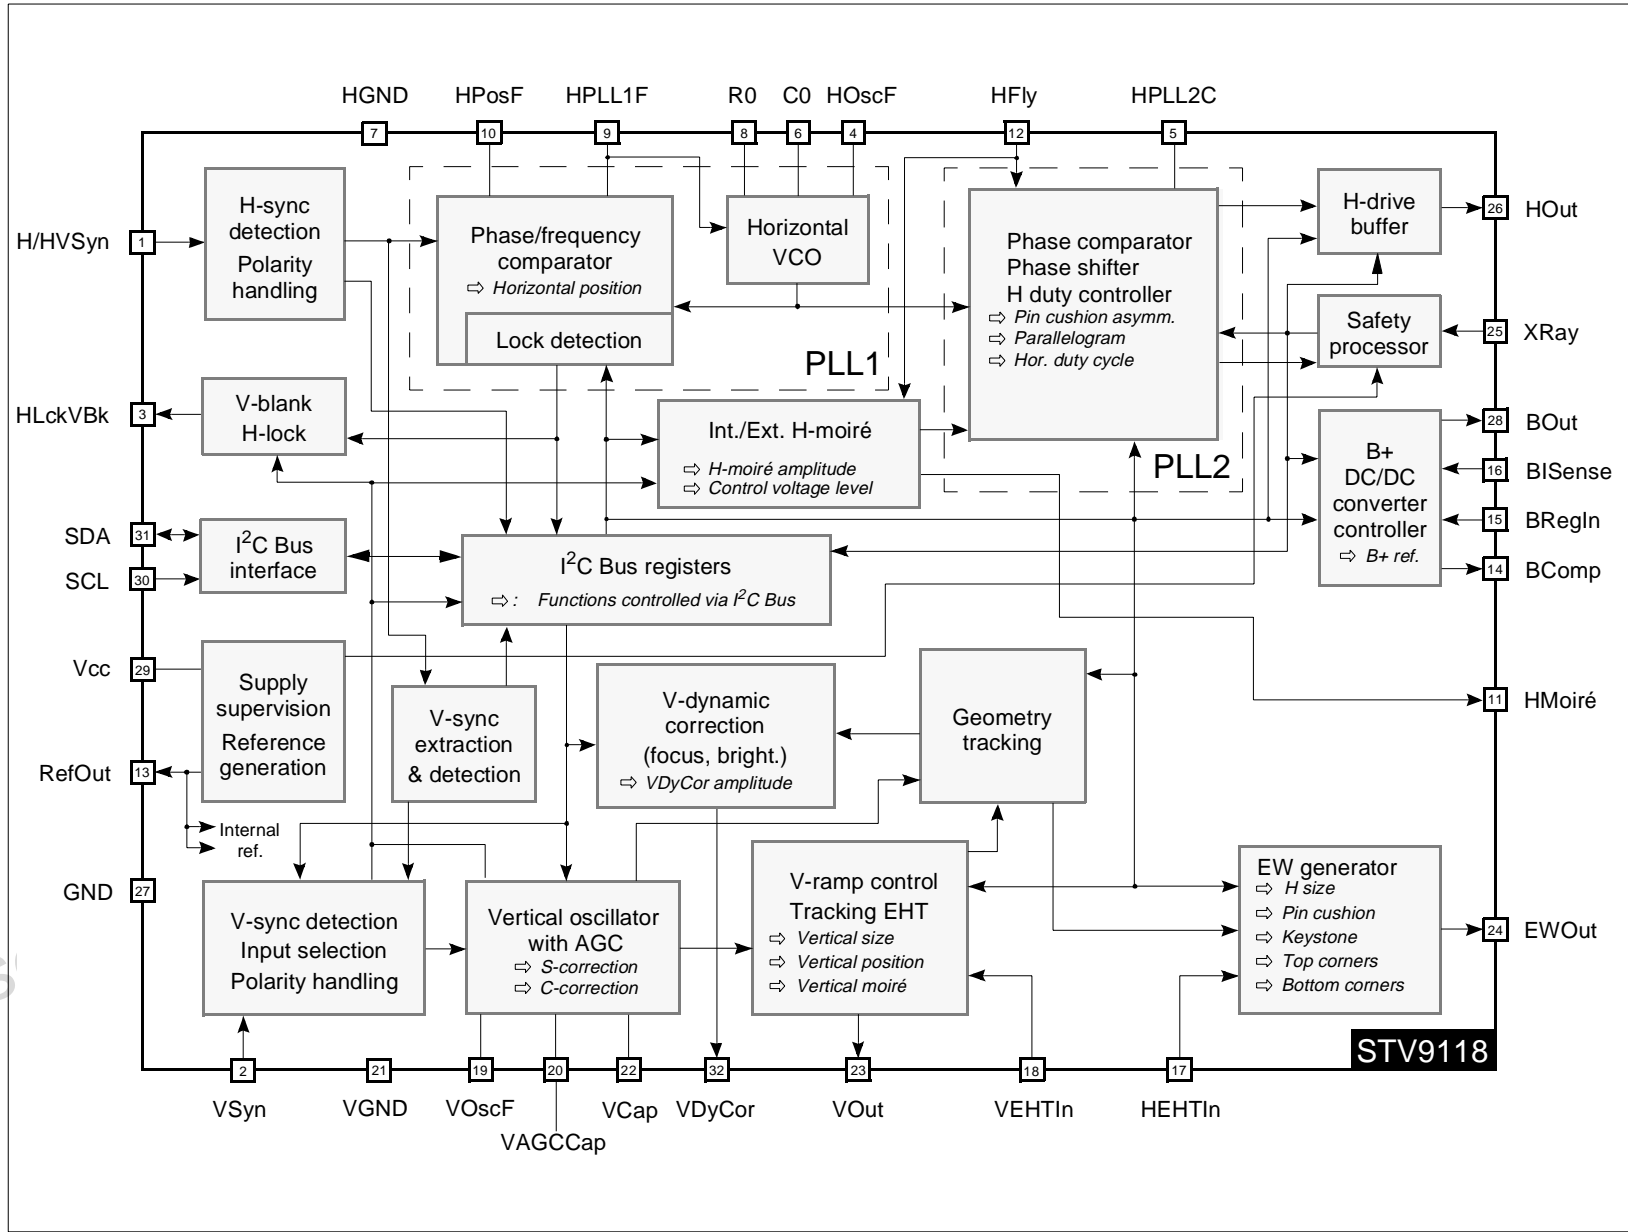 HGND HPosF HPLL1F R0 C0 HOscF HFly HPLL2C
7 10 9 8 6 4 12 5
H/HVSyn 1
H-sync
detection
Polarity
handling
Phase/frequency
comparator
⇨ Horizontal position
Lock detection
PLL1
Horizontal
VCO
Phase comparator
Phase shifter
H duty controller
⇨ Pin cushion asymm.
⇨ Parallelogram
⇨ Hor. duty cycle
PLL2
H-drive
buffer
26 HOut
Safety
processor
25 XRay
HLckVBk 3
V-blank
H-lock
Int./Ext. H-moiré
⇨ H-moiré amplitude
⇨ Control voltage level
B+
DC/DC
converter
controller
⇨ B+ ref.
28 BOut
16 BISense
15 BRegIn
14 BComp
SDA 31
SCL 30
I2C Bus
interface
I2C Bus registers
⇨ : Functions controlled via I2C Bus
Vcc 29
RefOut 13
Supply
supervision
Reference
generation
Internal
ref.
V-sync
extraction
& detection
V-dynamic
correction
(focus, bright.)
⇨ VDyCor amplitude
Geometry
tracking
11 HMoiré
GND 27
V-sync detection
Input selection
Polarity handling
Vertical oscillator
with AGC
⇨ S-correction
⇨ C-correction
V-ramp control
Tracking EHT
⇨ Vertical size
⇨ Vertical position
⇨ Vertical moiré
EW generator
⇨ H size
⇨ Pin cushion
⇨ Keystone
⇨ Top corners
⇨ Bottom corners
24 EWOut
STV9118
2 21 19 20 22 32 23 18 17
VSyn VGND VOscF VCap VDyCor VOut VEHTIn HEHTIn
VAGCCap